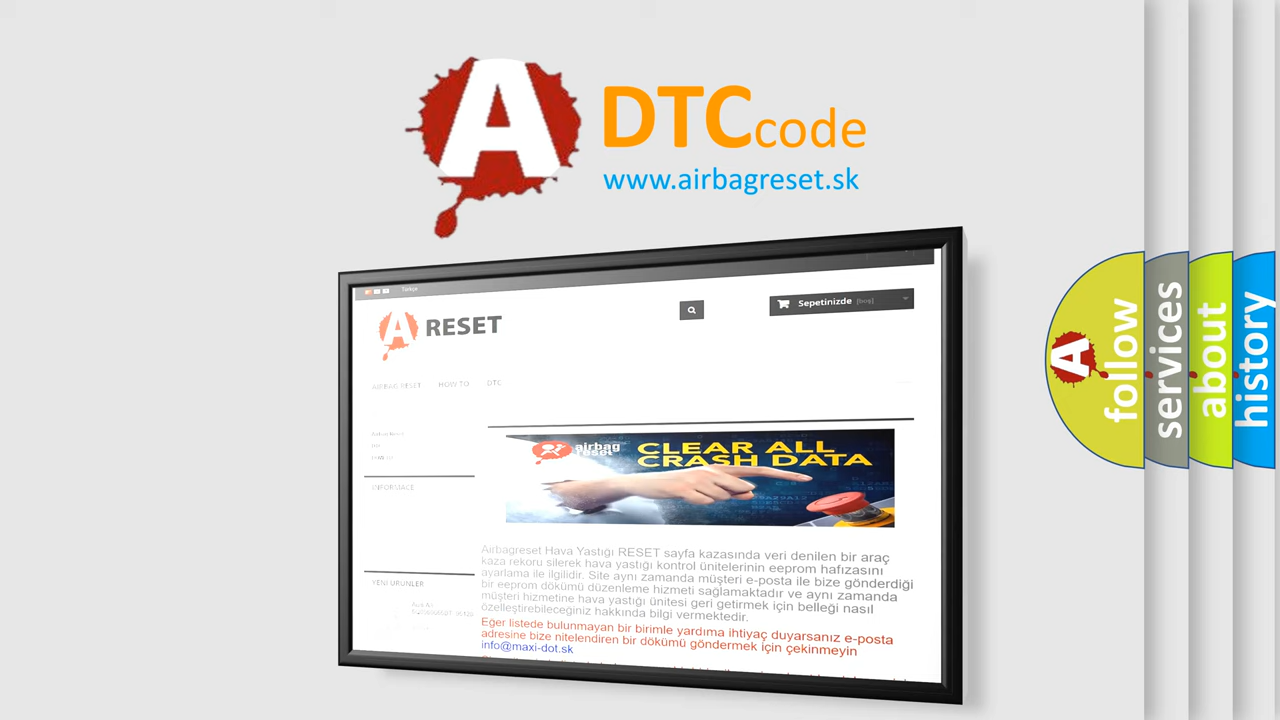 A DTCcode
www.airbagreset.sk
Türkçe
A RESET
Sepetinizde [boş]
AIRBAG RESET HOW TO DTC
INFORMACE
airbag
reset
CLEAR ALL
CRASH DATA
Airbagreset Hava Yastığı RESET sayfa kazasında veri denilen bir araç
kaza rekoru silerek hava yastığı kontrol ünitelerinin eeprom hafızasını
ayarlama ile ilgilidir. Site aynı zamanda müşteri e-posta ile bize gönderdiği
bir eeprom dökümü düzenleme hizmeti sağlamaktadır ve aynı zamanda
müşteri hizmetine hava yastığı ünitesi geri getirmek için belleği nasıl
özelleştirebileceğiniz hakkında bilgi vermektedir.
Eğer listede bulunmayan bir birimle yardıma ihtiyaç duyarsanız e-posta
adresine bize nitelendiren bir dökümü göndermek için çekinmeyin
info@maxi-dot.sk
YENI ÜRÜNLER
A follow
services
about
history